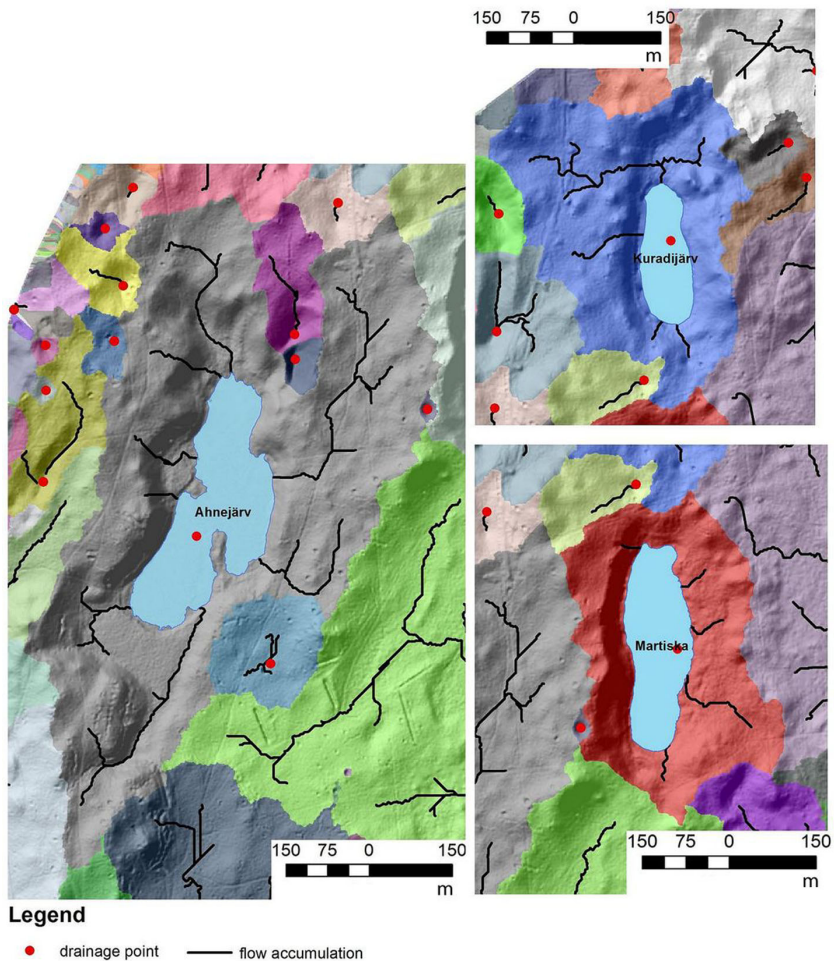 150 75 0 150
m
Kuradijärv
Ahnejärv
Martiska
150 75 0 150
m
150 75 0 150
m
Legend
drainage point
flow accumulation